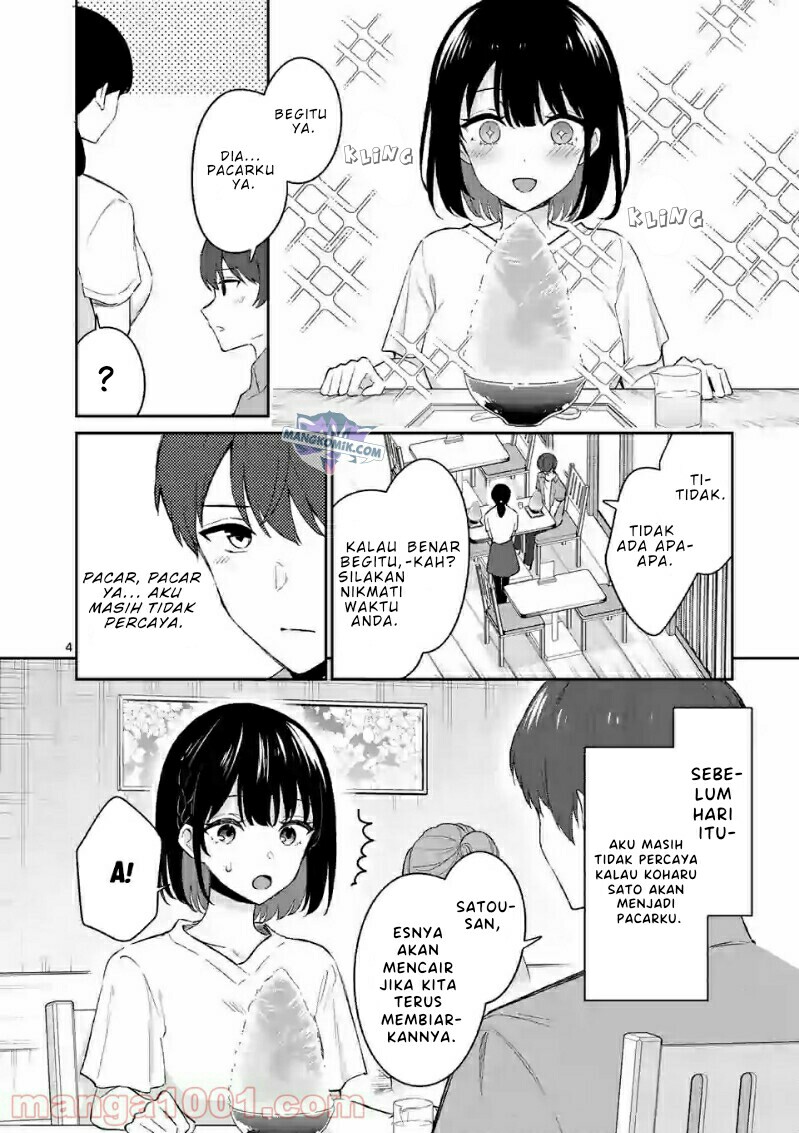 BEGITU
YA.
DIA...
PACARKU
YA.
KLING
KLING
?
MANGKOMIK.COM
TI-
TIDAK.
TIDAK
ADA APA-
APA.
KALAU BENAR
BEGITU,-KAH?
SILAKAN
NIKMATI
WAKTU
ANDA.
PACAR, PACAR
YA... AKU
MASIH TIDAK
PERCAYA.
4
SEBE-
LUM
HARI
ITU-
AKU MASIH
TIDAK PERCAYA
KALAU KOHARU
SATO AKAN
MENJADI
PACARKU.
A!
SATOU-
SAN,
ESNYA
AKAN
MENCAIR
JIKA KITA
TERUS
MEMBIAR-
KANNYA.
manga1001.com